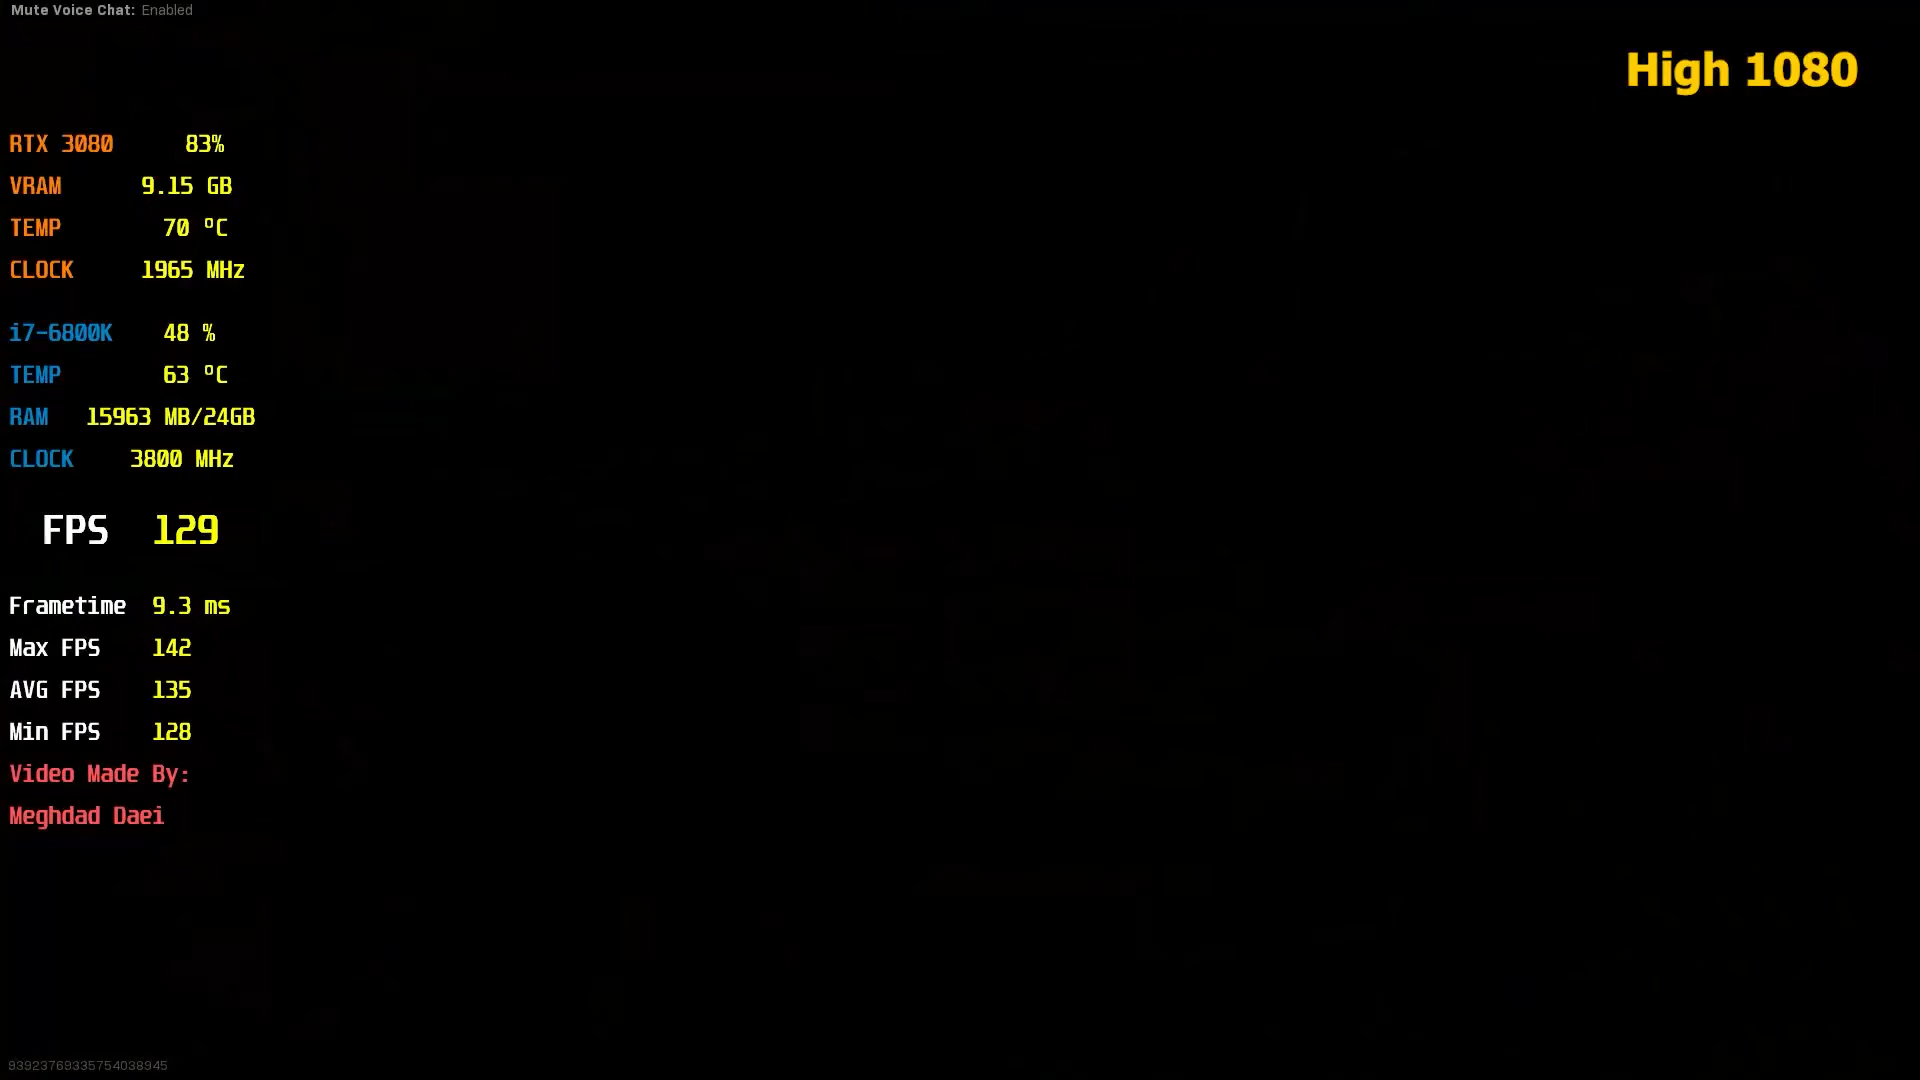 Mute Voice Chat: Enabled
High 1080
RTX 3080 83%
VRAM 9.15 GB
TEMP 70 °C
CLOCK 1965 MHz
i7-6800K 48 %
TEMP 63 °C
RAM 15963 MB/24GB
CLOCK 3800 MHz
FPS 129
Frametime 9.3 ms
Max FPS 142
AVG FPS 135
Min FPS 128
Video Made By:
Meghdad Daei
93923769335754038945